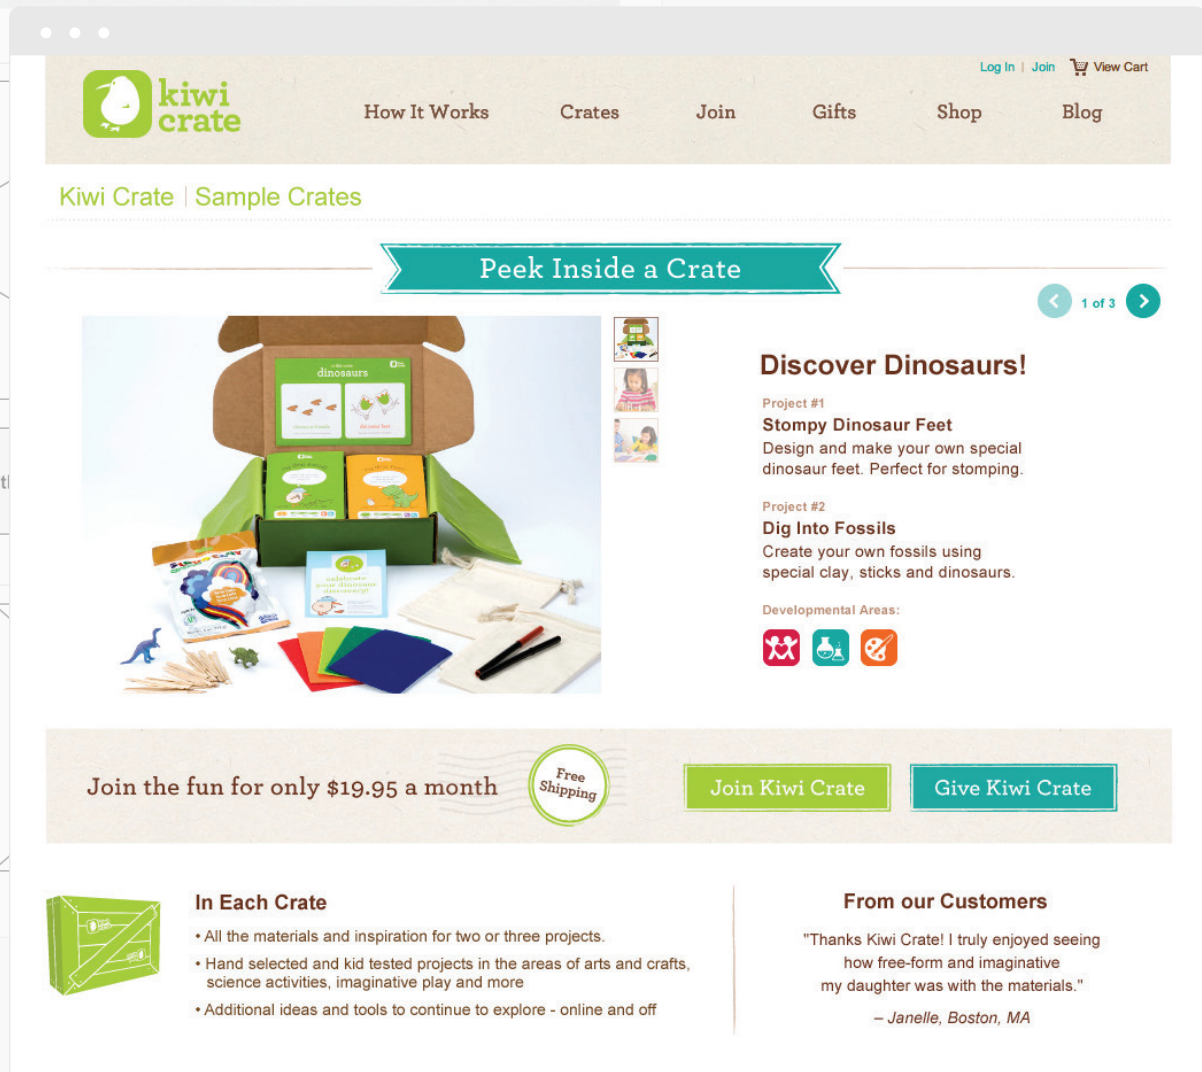 Log In | Join View Cart
kiwi
crate
How It Works Crates Join Gifts Shop Blog
Kiwi Crate | Sample Crates
Peek Inside a Crate
1 of 3
dinosaurs
celebrate
your dinosaur
discovery!
Discover Dinosaurs!
Project #1
Stompy Dinosaur Feet
Design and make your own special
dinosaur feet. Perfect for stomping.
Project #2
Dig Into Fossils
Create your own fossils using
special clay, sticks and dinosaurs.
Developmental Areas:
Join the fun for only $19.95 a month
Free
Shipping
Join Kiwi Crate
Give Kiwi Crate
In Each Crate
• All the materials and inspiration for two or three projects.
• Hand selected and kid tested projects in the areas of arts and crafts,
science activities, imaginative play and more
• Additional ideas and tools to continue to explore - online and off
From our Customers
"Thanks Kiwi Crate! I truly enjoyed seeing
how free-form and imaginative
my daughter was with the materials."
– Janelle, Boston, MA